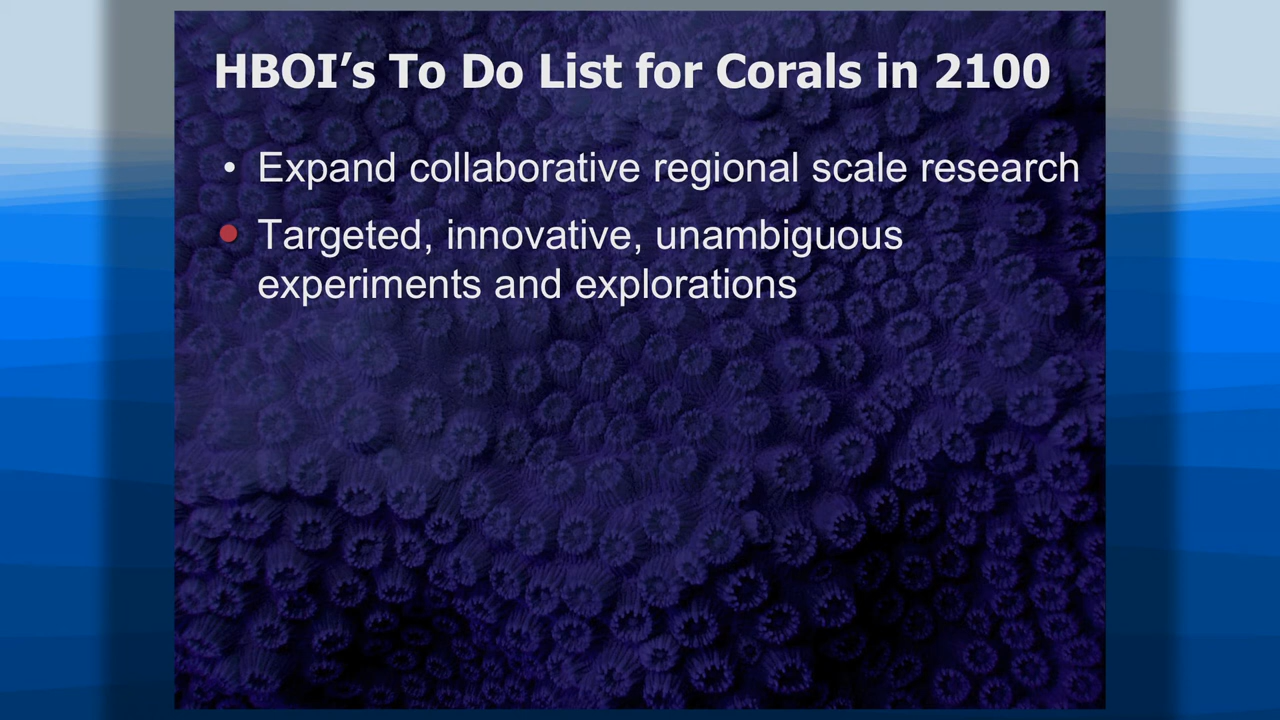 HBOI’s To Do List for Corals in 2100
• Expand collaborative regional scale research
• Targeted, innovative, unambiguous
experiments and explorations